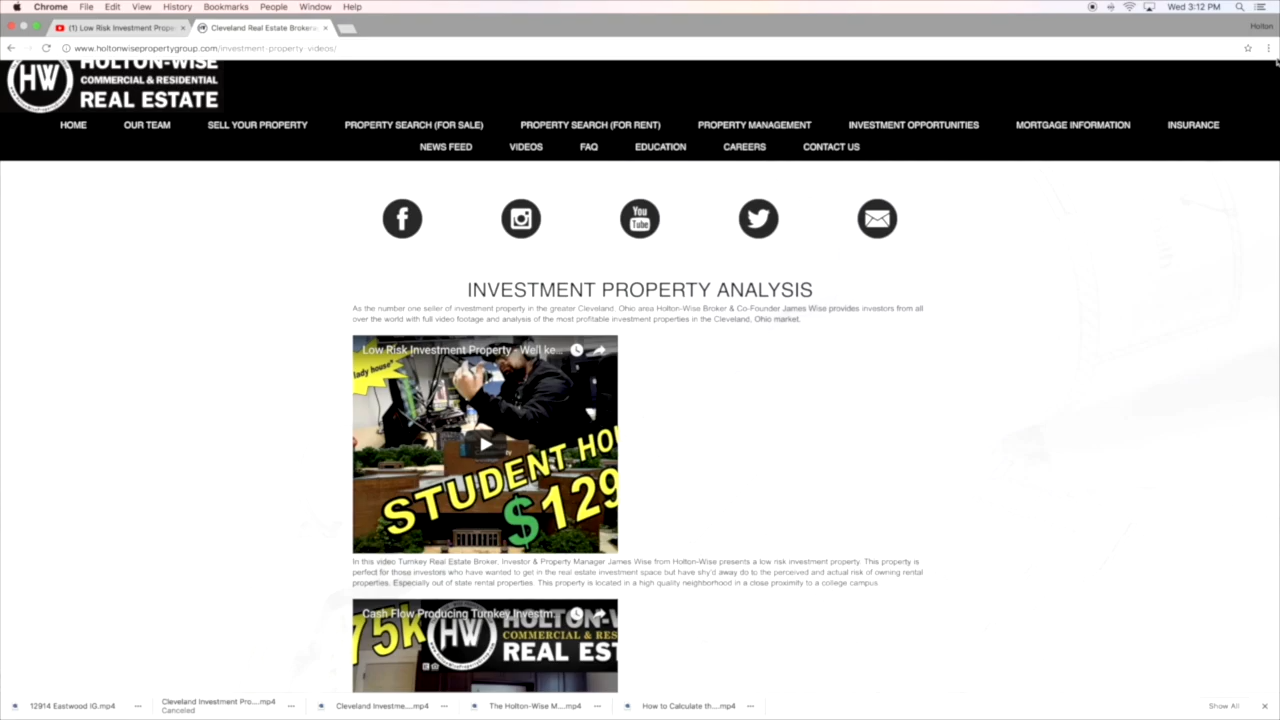 Chrome File Edit View History Bookmarks People Window Help Wed 3:12 PM
(1) Low Risk Investment Prope Cleveland Real Estate Broker Holton
www.holtonwisepropertygroup.com/investment-property-videos/
HW HOLTON-WISE
COMMERCIAL & RESIDENTIAL
REAL ESTATE
HOME OUR TEAM SELL YOUR PROPERTY PROPERTY SEARCH (FOR SALE) PROPERTY SEARCH (FOR RENT) PROPERTY MANAGEMENT INVESTMENT OPPORTUNITIES MORTGAGE INFORMATION INSURANCE
NEWS FEED VIDEOS FAQ EDUCATION CAREERS CONTACT US
You Tube
INVESTMENT PROPERTY ANALYSIS
As the number one seller of investment property in the greater Cleveland, Ohio area Holton-Wise Broker & Co-Founder James Wise provides investors from all
over the world with full video footage and analysis of the most profitable investment properties in the Cleveland, Ohio market.
Low Risk Investment Property - Well ke...
lady house"
STUDENT HOU
$129
In this video Turnkey Real Estate Broker, Investor & Property Manager James Wise from Holton-Wise presents a low risk investment property. This property is
perfect for those investors who have wanted to get in the real estate investment space but have shy'd away do to the perceived and actual risk of owning rental
properties. Especially out of state rental properties. This property is located in a high quality neighborhood in a close proximity to a college campus
Cash Flow Producing Turnkey Investm...
75k HW HOLTON-W
COMMERCIAL & RES
REAL EST
12914 Eastwood IG.mp4 Cleveland Investment Pro....mp4 Cleveland Investme....mp4 The Holton-Wise M....mp4 How to Calculate th....mp4 Show All
Canceled